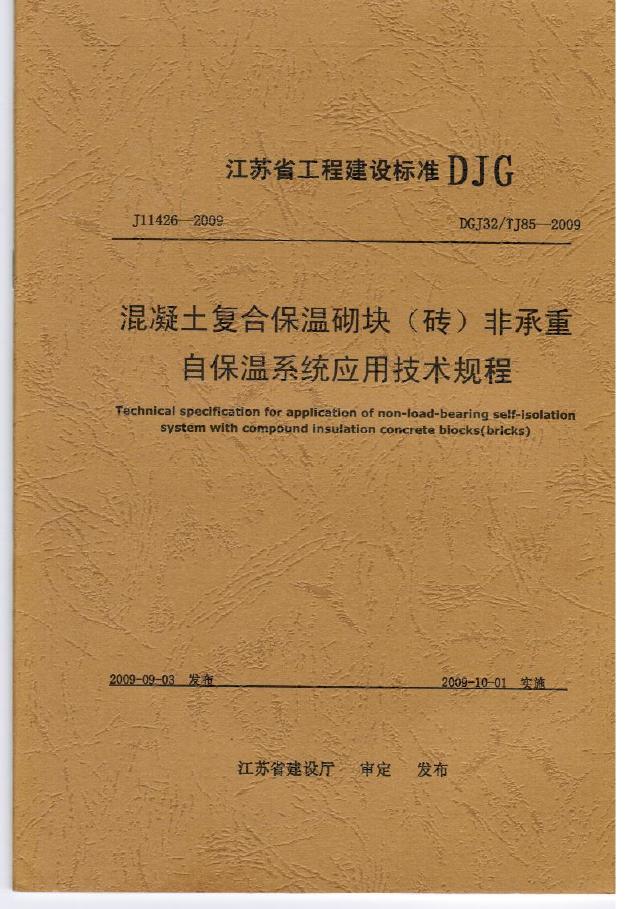 江苏省工程建设标准 DJG
J11426—2009 DGJ32/TJ85—2009
混凝土复合保温砌块（砖）非承重
自保温系统应用技术规程
Technical specification for application of non-load-bearing self-isolation
system with compound insulation concrete blocks(bricks)
2009-09-03 发布 2009-10-01 实施
江苏省建设厅 审定 发布